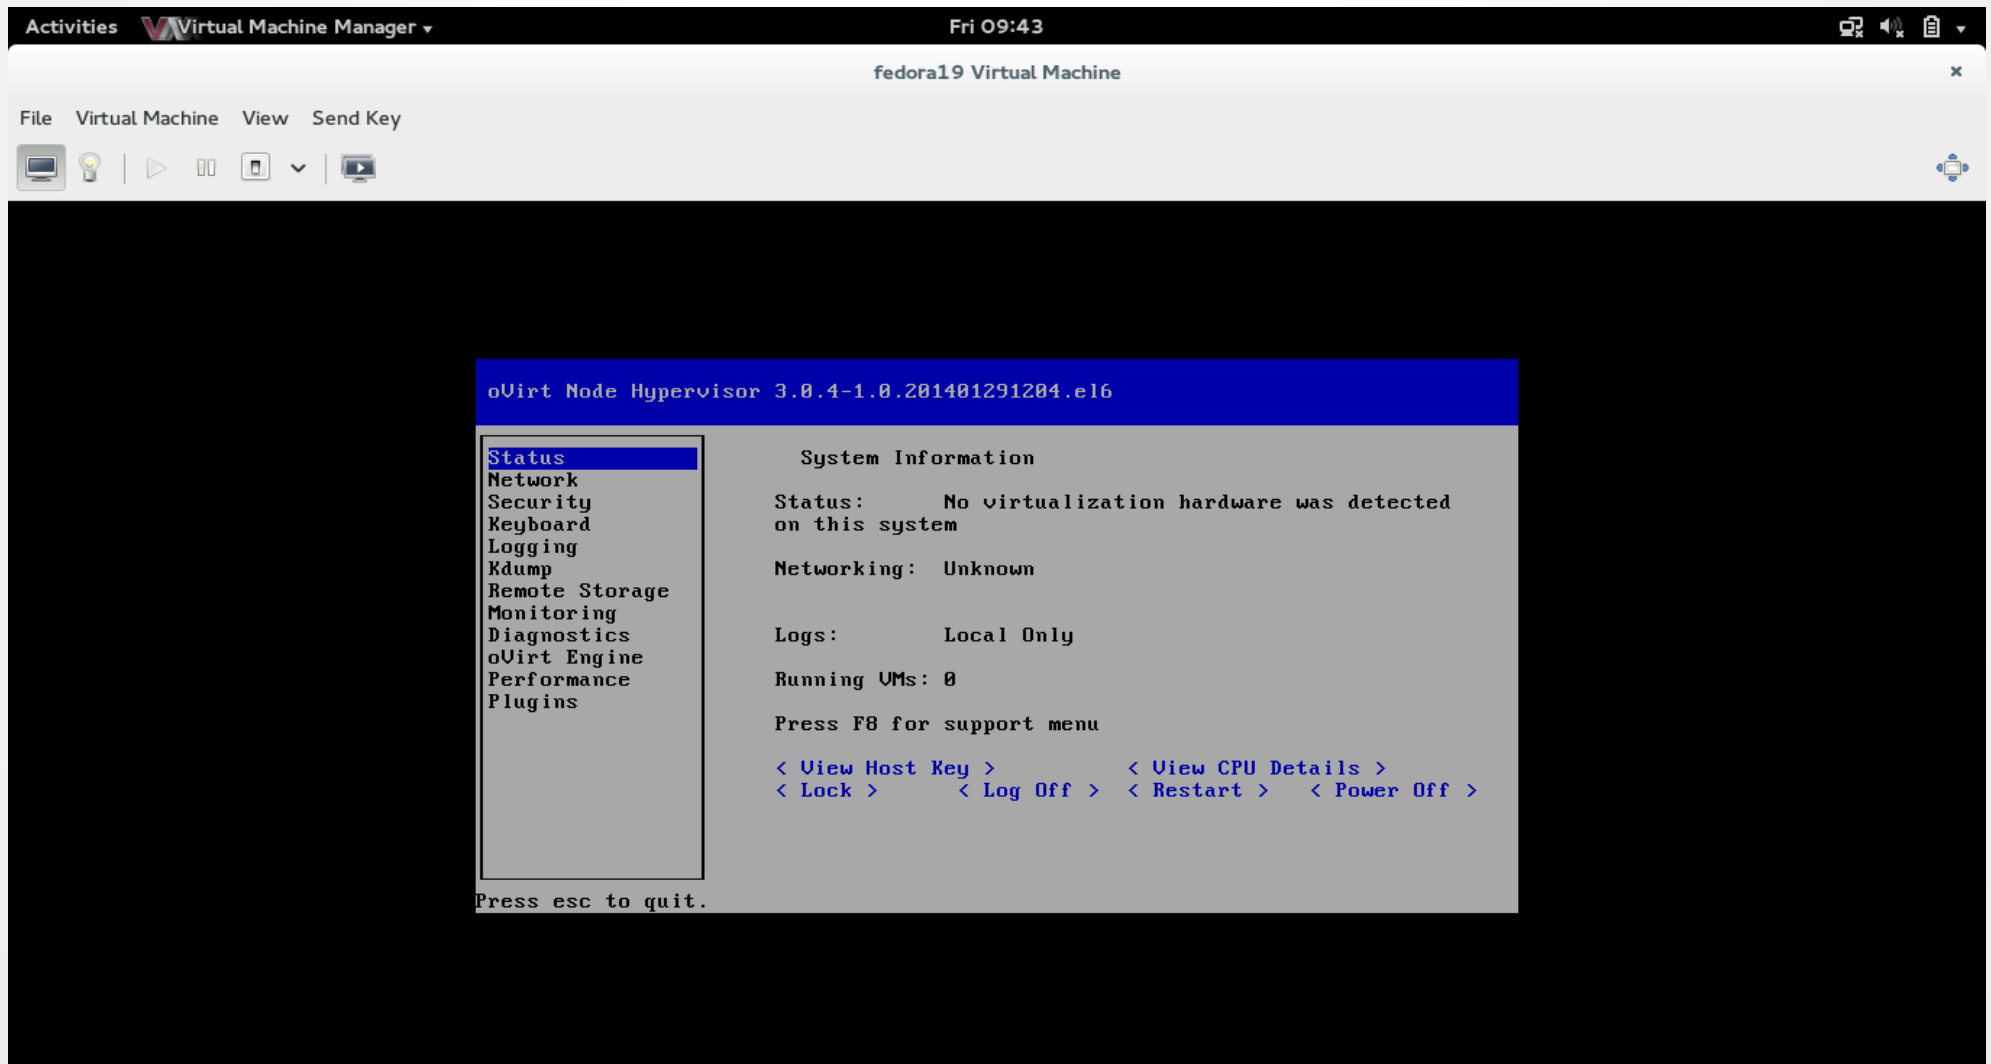 Activities Virtual Machine Manager Fri 09:43
fedora19 Virtual Machine
File Virtual Machine View Send Key
oVirt Node Hypervisor 3.0.4-1.0.201401291204.el6
Status
Network
Security
Keyboard
Logging
Kdump
Remote Storage
Monitoring
Diagnostics
oVirt Engine
Performance
Plugins
System Information
Status: No virtualization hardware was detected
on this system
Networking: Unknown
Logs: Local Only
Running VMs: 0
Press F8 for support menu
< View Host Key > < View CPU Details >
< Lock > < Log Off > < Restart > < Power Off >
Press esc to quit.